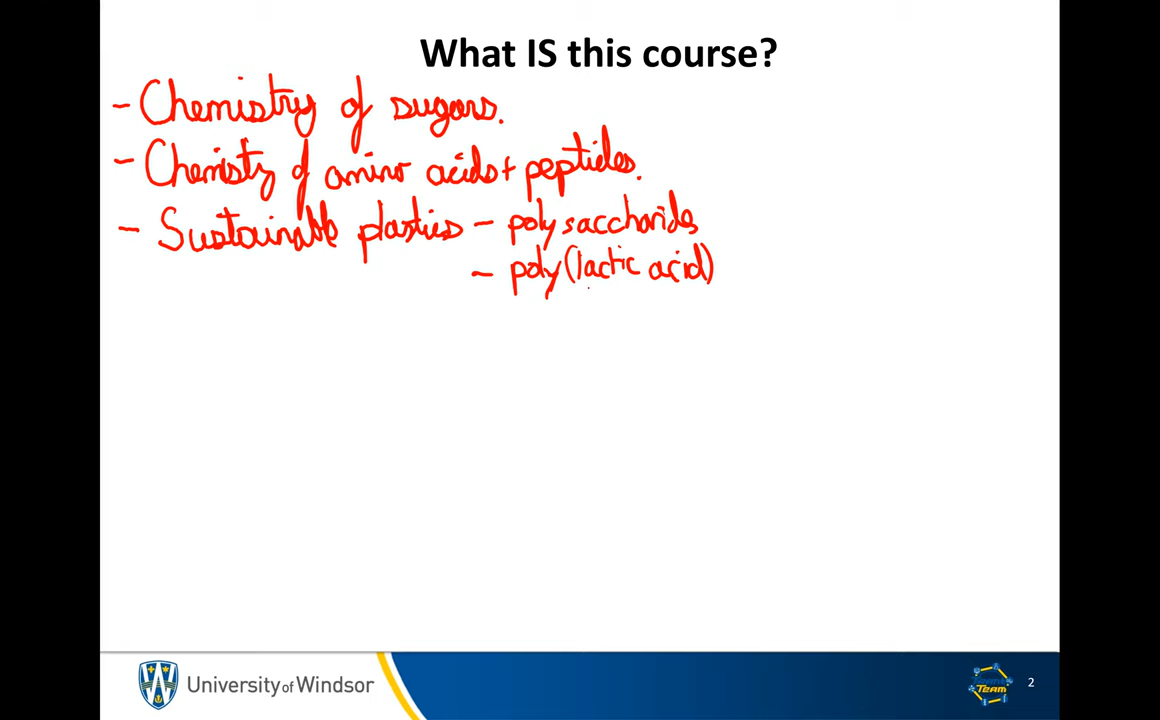 What IS this course?
- Chemistry of sugars.
- Chemistry of amino acids + peptides.
- Sustainable plastics - polysaccharides
- poly(lactic acid)
University of Windsor
TEAM
2